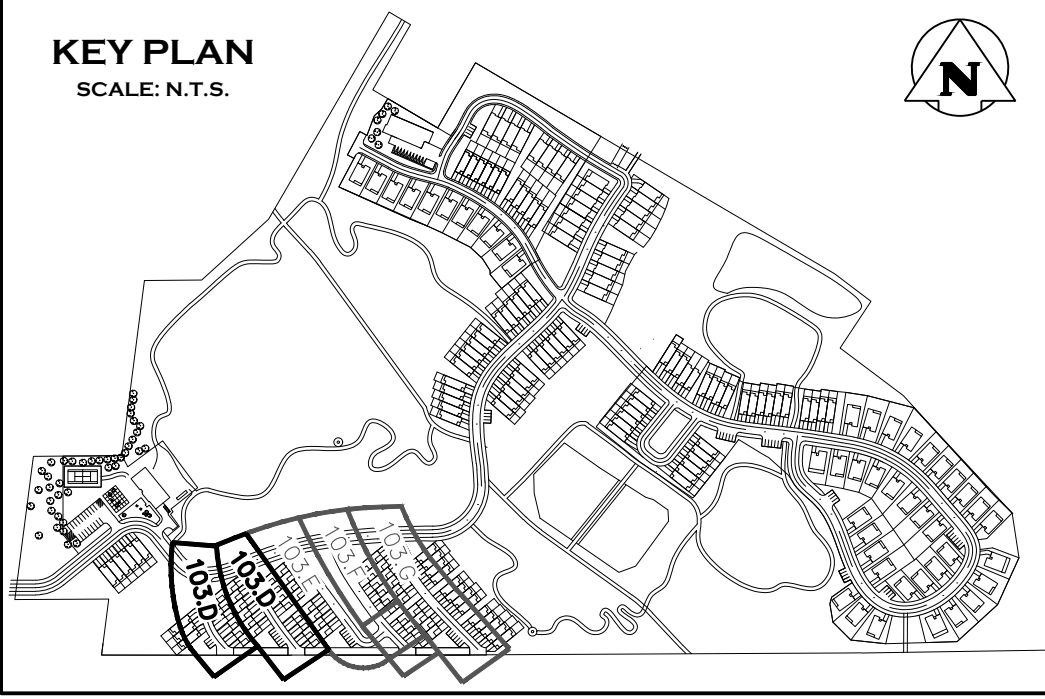 KEY PLAN
SCALE: N.T.S.
N
103.D
103.D
103.E
103.F
103.G